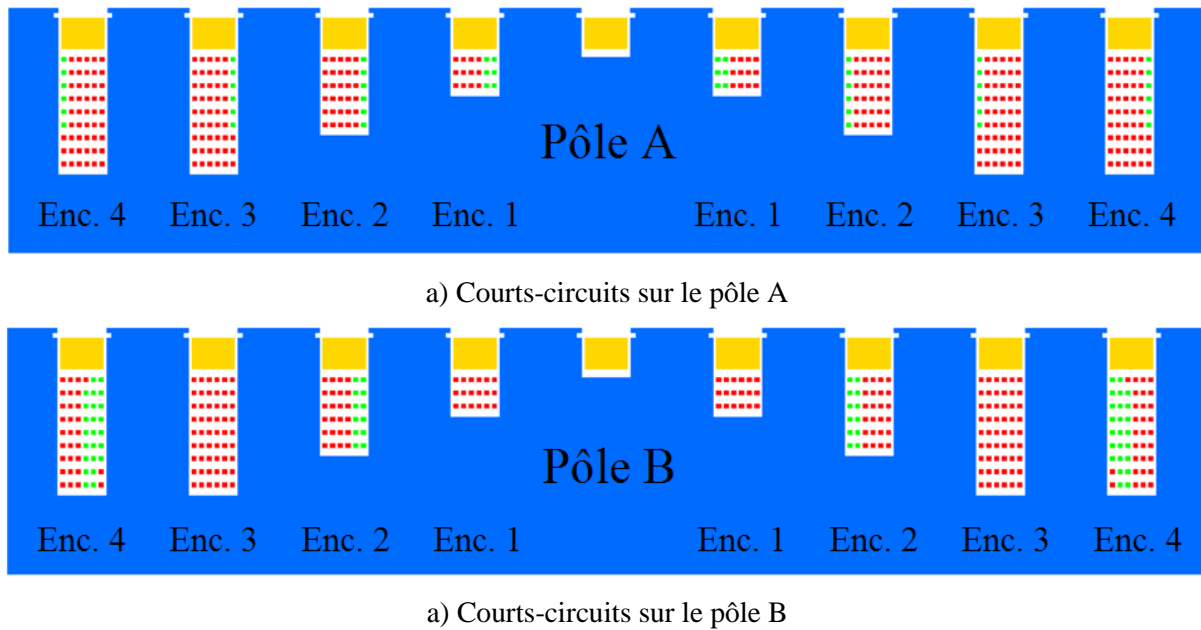 Pôle A
Enc. 4 Enc. 3 Enc. 2 Enc. 1 Enc. 1 Enc. 2 Enc. 3 Enc. 4
a) Courts-circuits sur le pôle A
Pôle B
Enc. 4 Enc. 3 Enc. 2 Enc. 1 Enc. 1 Enc. 2 Enc. 3 Enc. 4
a) Courts-circuits sur le pôle B